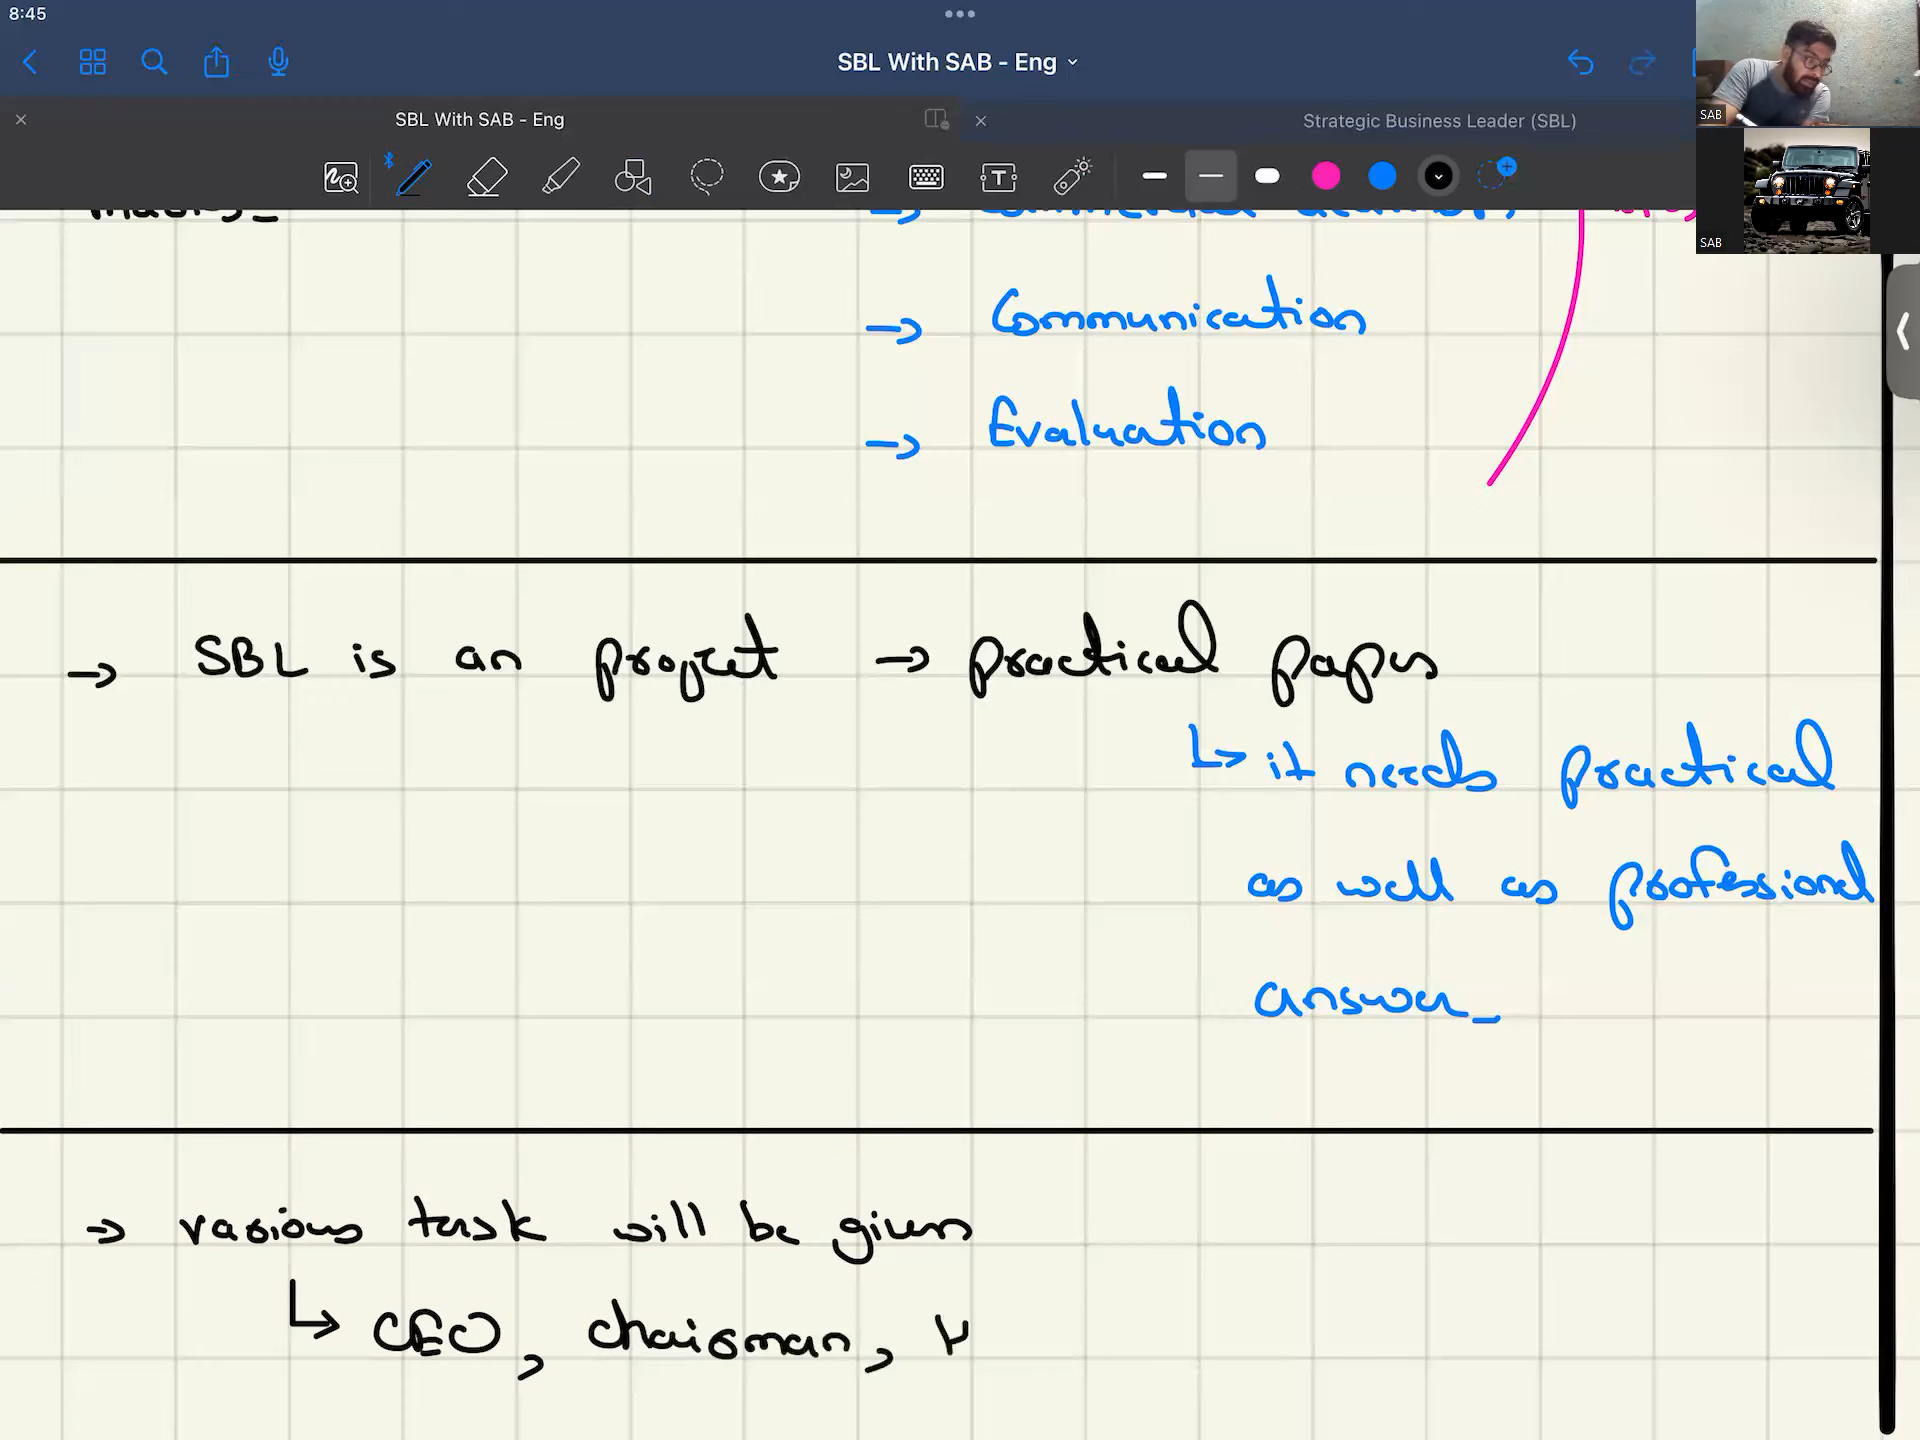 8:45
SBL With SAB - Eng
SAB
SBL With SAB - Eng
Strategic Business Leader (SBL)
T
SAB
→ Communication
→ Evaluation
→ SBL is an project → practical paper
↳ it needs practical
as well as professional
answer_
→ various task will be given
↳ CEO, chairman,